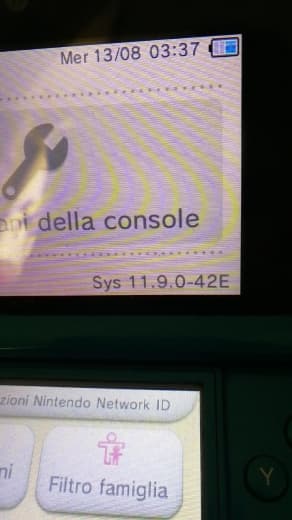 Mer 13/08 03:37
della console
Sys 11.9.0-42E
zioni Nintendo Network ID
ni
Filtro famiglia
Y